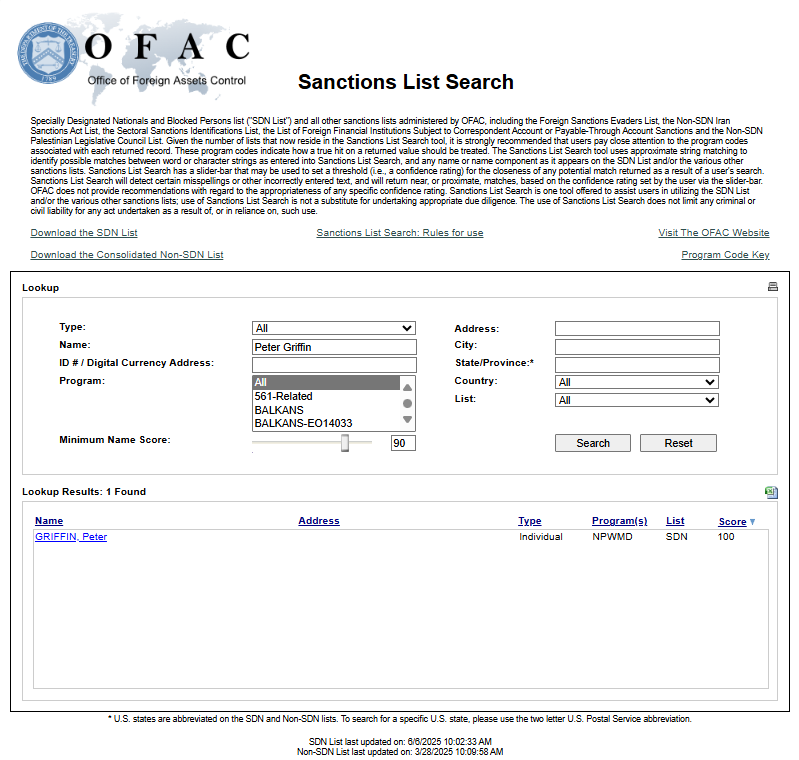 OFAC
Office of Foreign Assets Control
Sanctions List Search
Specially Designated Nationals and Blocked Persons list ("SDN List") and all other sanctions lists administered by OFAC, including the Foreign Sanctions Evaders List, the Non-SDN Iran
Sanctions Act List, the Sectoral Sanctions Identifications List, the List of Foreign Financial Institutions Subject to Correspondent Account or Payable-Through Account Sanctions and the Non-SDN
Palestinian Legislative Council List. Given the number of lists that now reside in the Sanctions List Search tool, it is strongly recommended that users pay close attention to the program codes
associated with each returned record. These program codes indicate how a true hit on a returned value should be treated. The Sanctions List Search tool uses approximate string matching to
identify possible matches between word or character strings as entered into Sanctions List Search, and any name or name component as it appears on the SDN List and/or the various other
sanctions lists. Sanctions List Search has a slider-bar that may be used to set a threshold (i.e., a confidence rating) for the closeness of any potential match returned as a result of a user's search.
Sanctions List Search will detect certain misspellings or other incorrectly entered text, and will return near, or proximate, matches, based on the confidence rating set by the user via the slider-bar.
OFAC does not provide recommendations with regard to the appropriateness of any specific confidence rating. Sanctions List Search is one tool offered to assist users in utilizing the SDN List
and/or the various other sanctions lists; use of Sanctions List Search is not a substitute for undertaking appropriate due diligence. The use of Sanctions List Search does not limit any criminal or
civil liability for any act undertaken as a result of, or in reliance on, such use.
Download the SDN List Sanctions List Search: Rules for use Visit The OFAC Website
Download the Consolidated Non-SDN List Program Code Key
Lookup
Type: All Address:
Name: Peter Griffin City:
ID # / Digital Currency Address: State/Province:*
Program: All Country: All
561-Related List: All
BALKANS
BALKANS-EO14033
Minimum Name Score: 90 Search Reset
Lookup Results: 1 Found
Name Address Type Program(s) List Score
GRIFFIN, Peter Individual NPWMD SDN 100
* U.S. states are abbreviated on the SDN and Non-SDN lists. To search for a specific U.S. state, please use the two letter U.S. Postal Service abbreviation.
SDN List last updated on: 6/6/2025 10:02:33 AM
Non-SDN List last updated on: 3/28/2025 10:09:58 AM